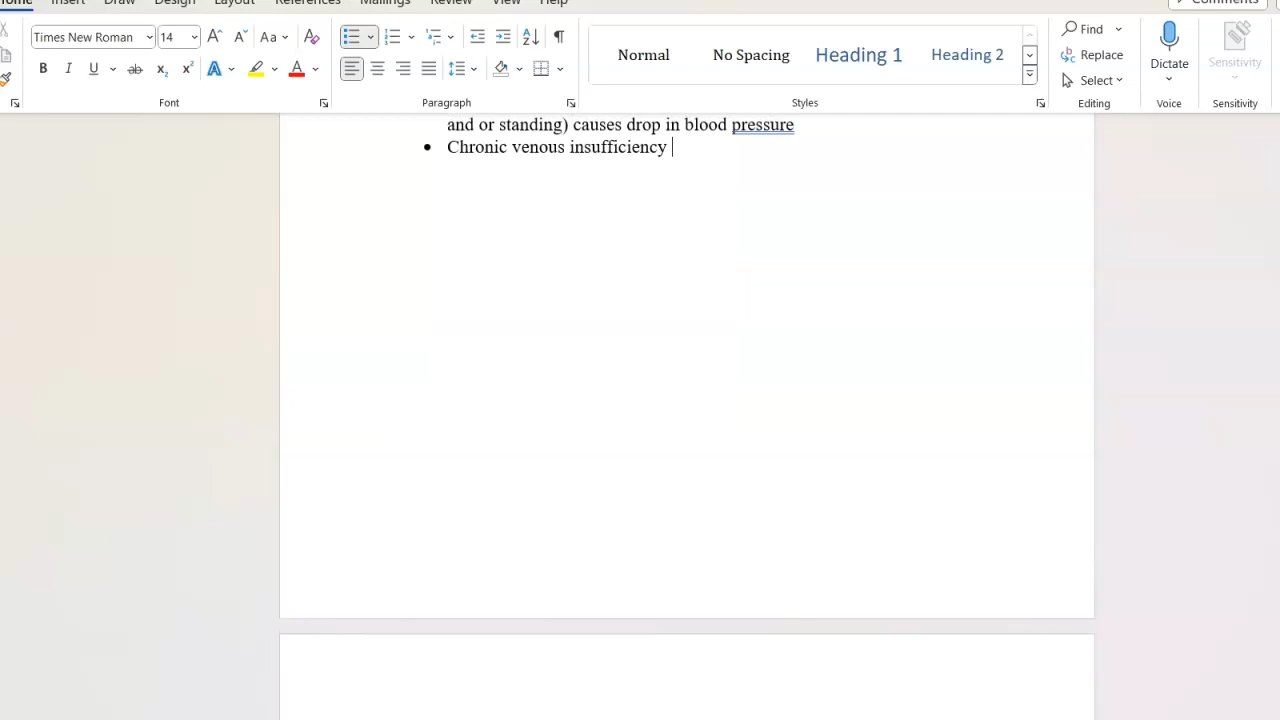 Home Insert Draw Design Layout References Mailings Review View Help Comments
Times New Roman 14 Aa Normal No Spacing Heading 1 Heading 2 Find Replace Select Dictate Sensitivity
Font Paragraph Styles Editing Voice Sensitivity
and or standing) causes drop in blood pressure
• Chronic venous insufficiency